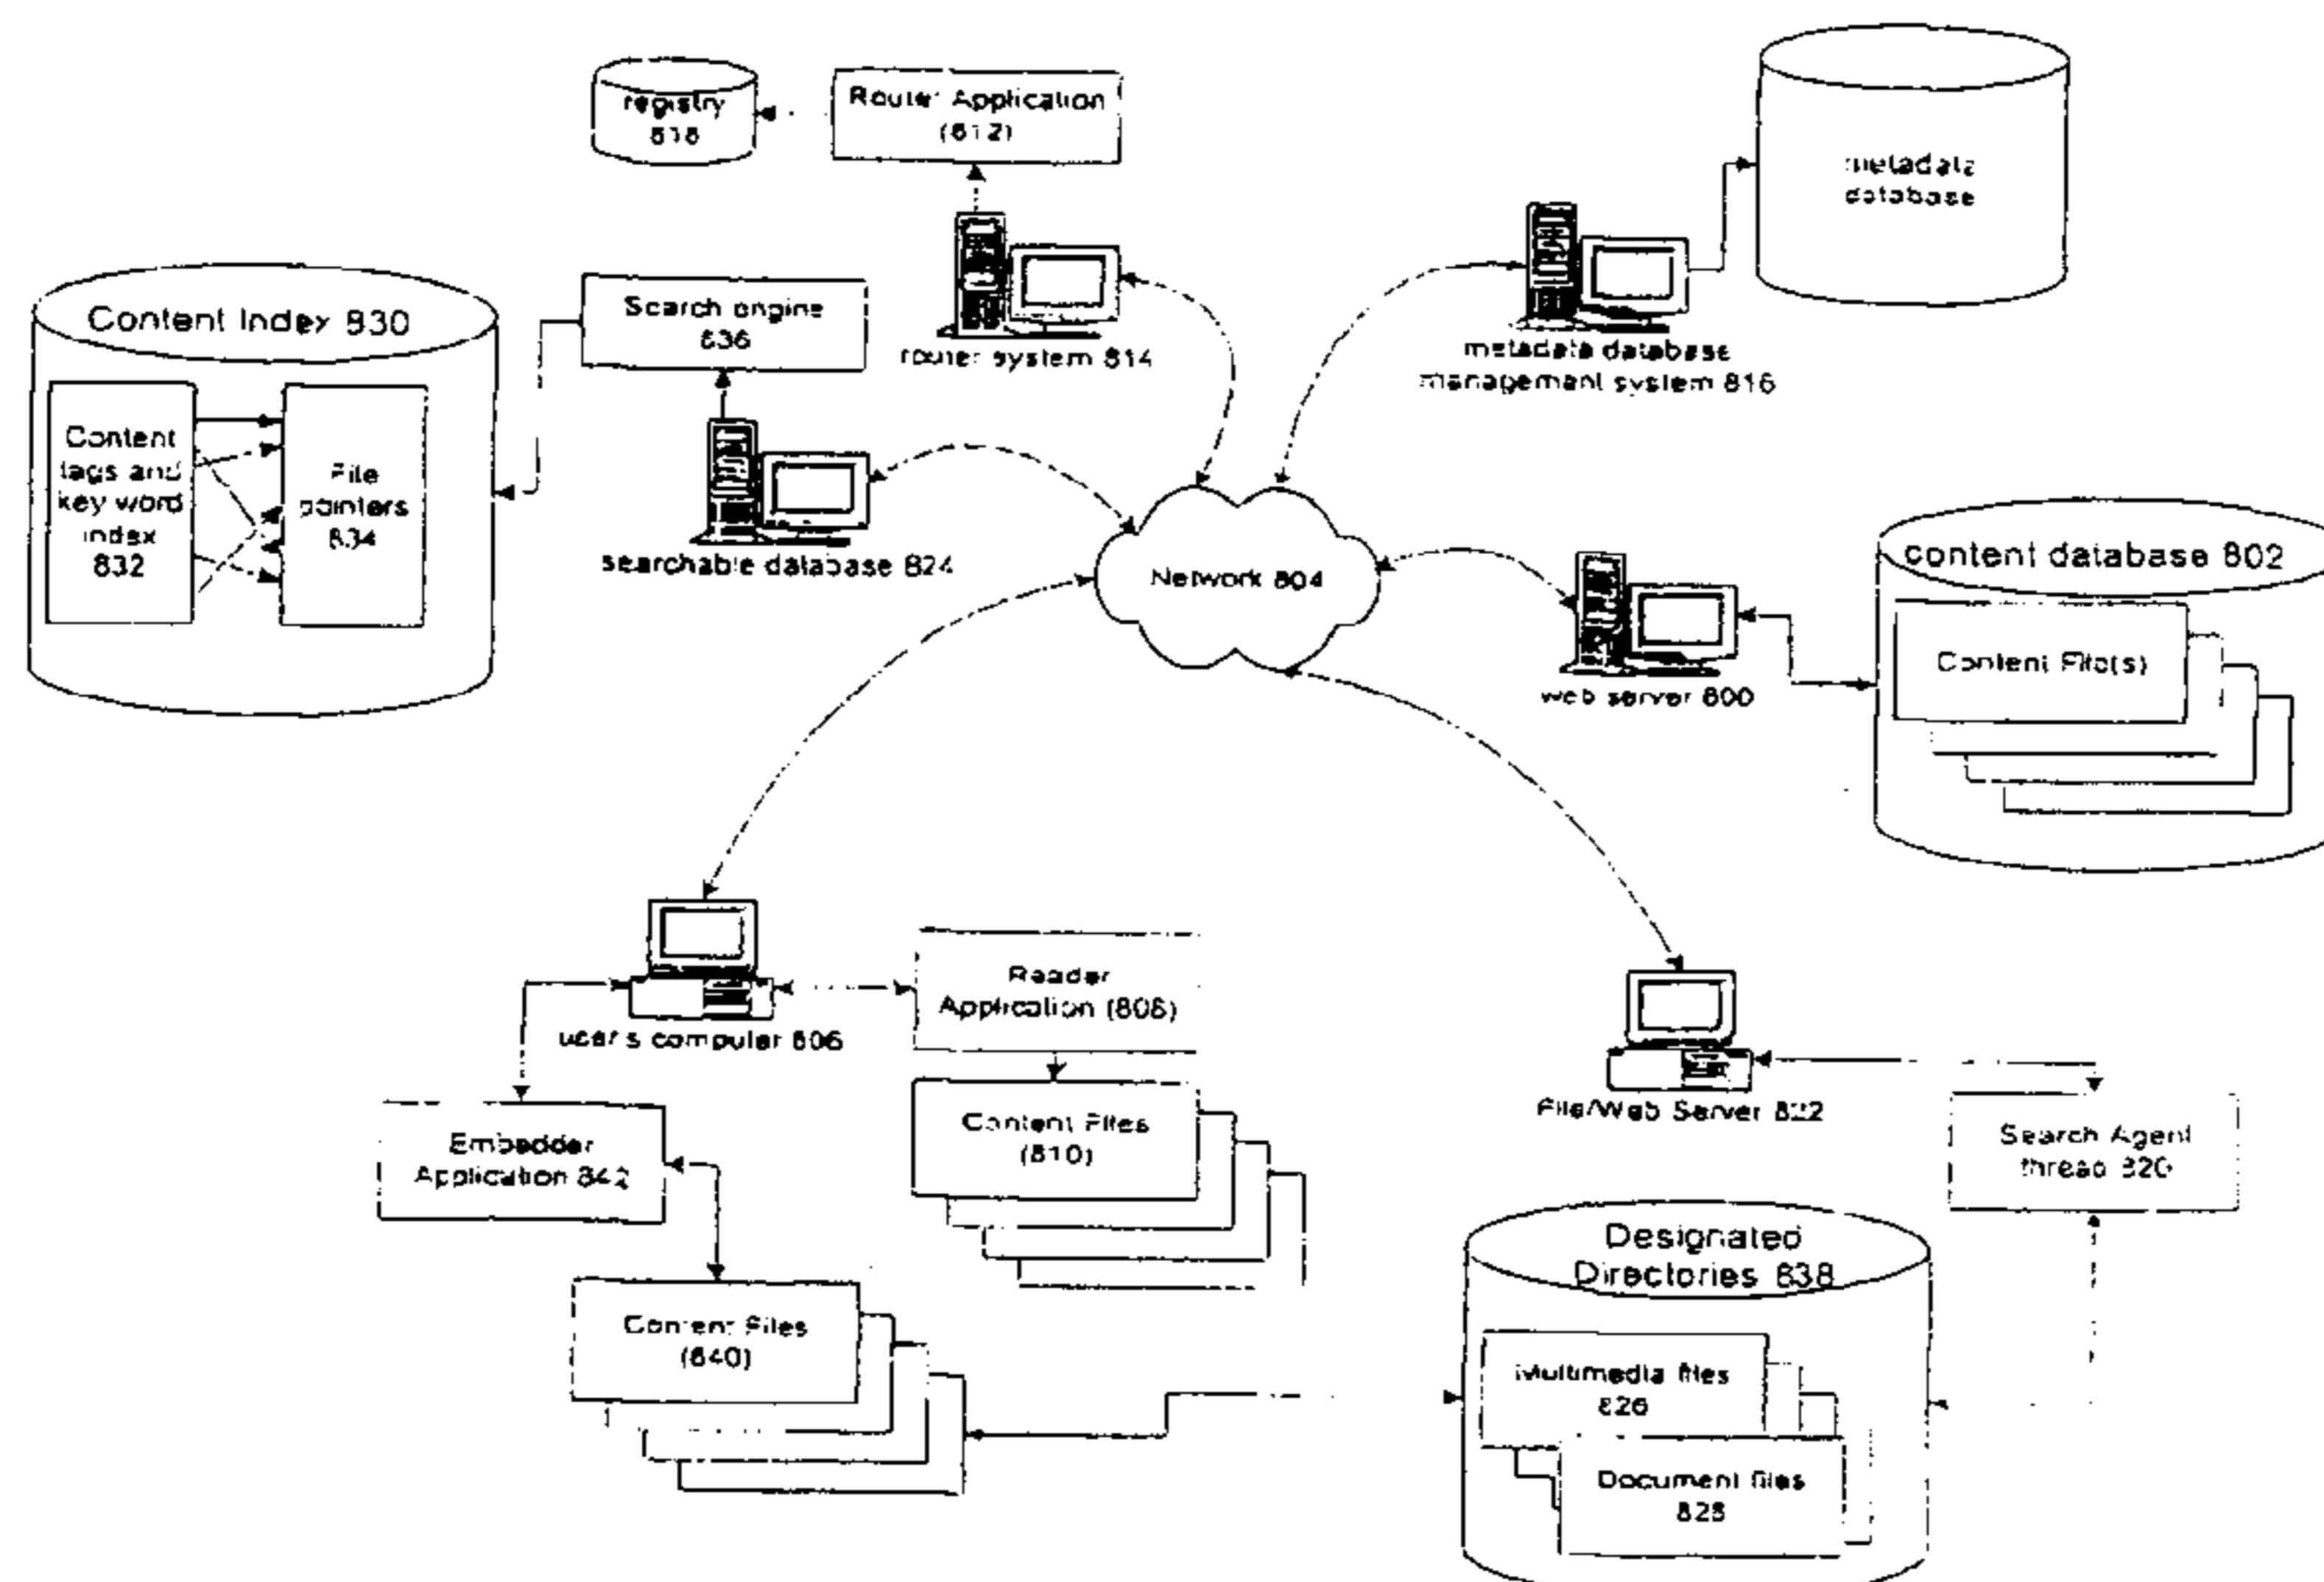 registry
818
Router Application
(812)
metadata
database
Content Index 830
Search engine
836
router system 814
metadata database
management system 816
Content
tags and
key word
index
832
File
pointers
834
searchable database 824
Network 804
content database 802
Content File(s)
web server 800
Reader
Application (808)
user's computer 806
Content Files
(810)
File/Web Server 822
Embedder
Application 842
Search Agent
thread 820
Designated
Directories 838
Content Files
(840)
Multimedia files
826
Document files
828